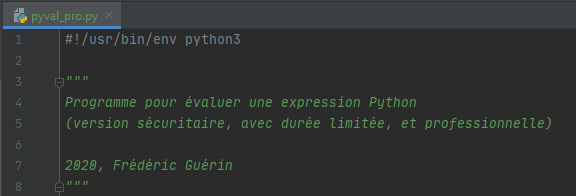 pyval_pro.py
1 #!/usr/bin/env python3
2
3 """
4 Programme pour évaluer une expression Python
5 (version sécuritaire, avec durée limitée, et professionnelle)
6
7 2020, Frédéric Guérin
8 """